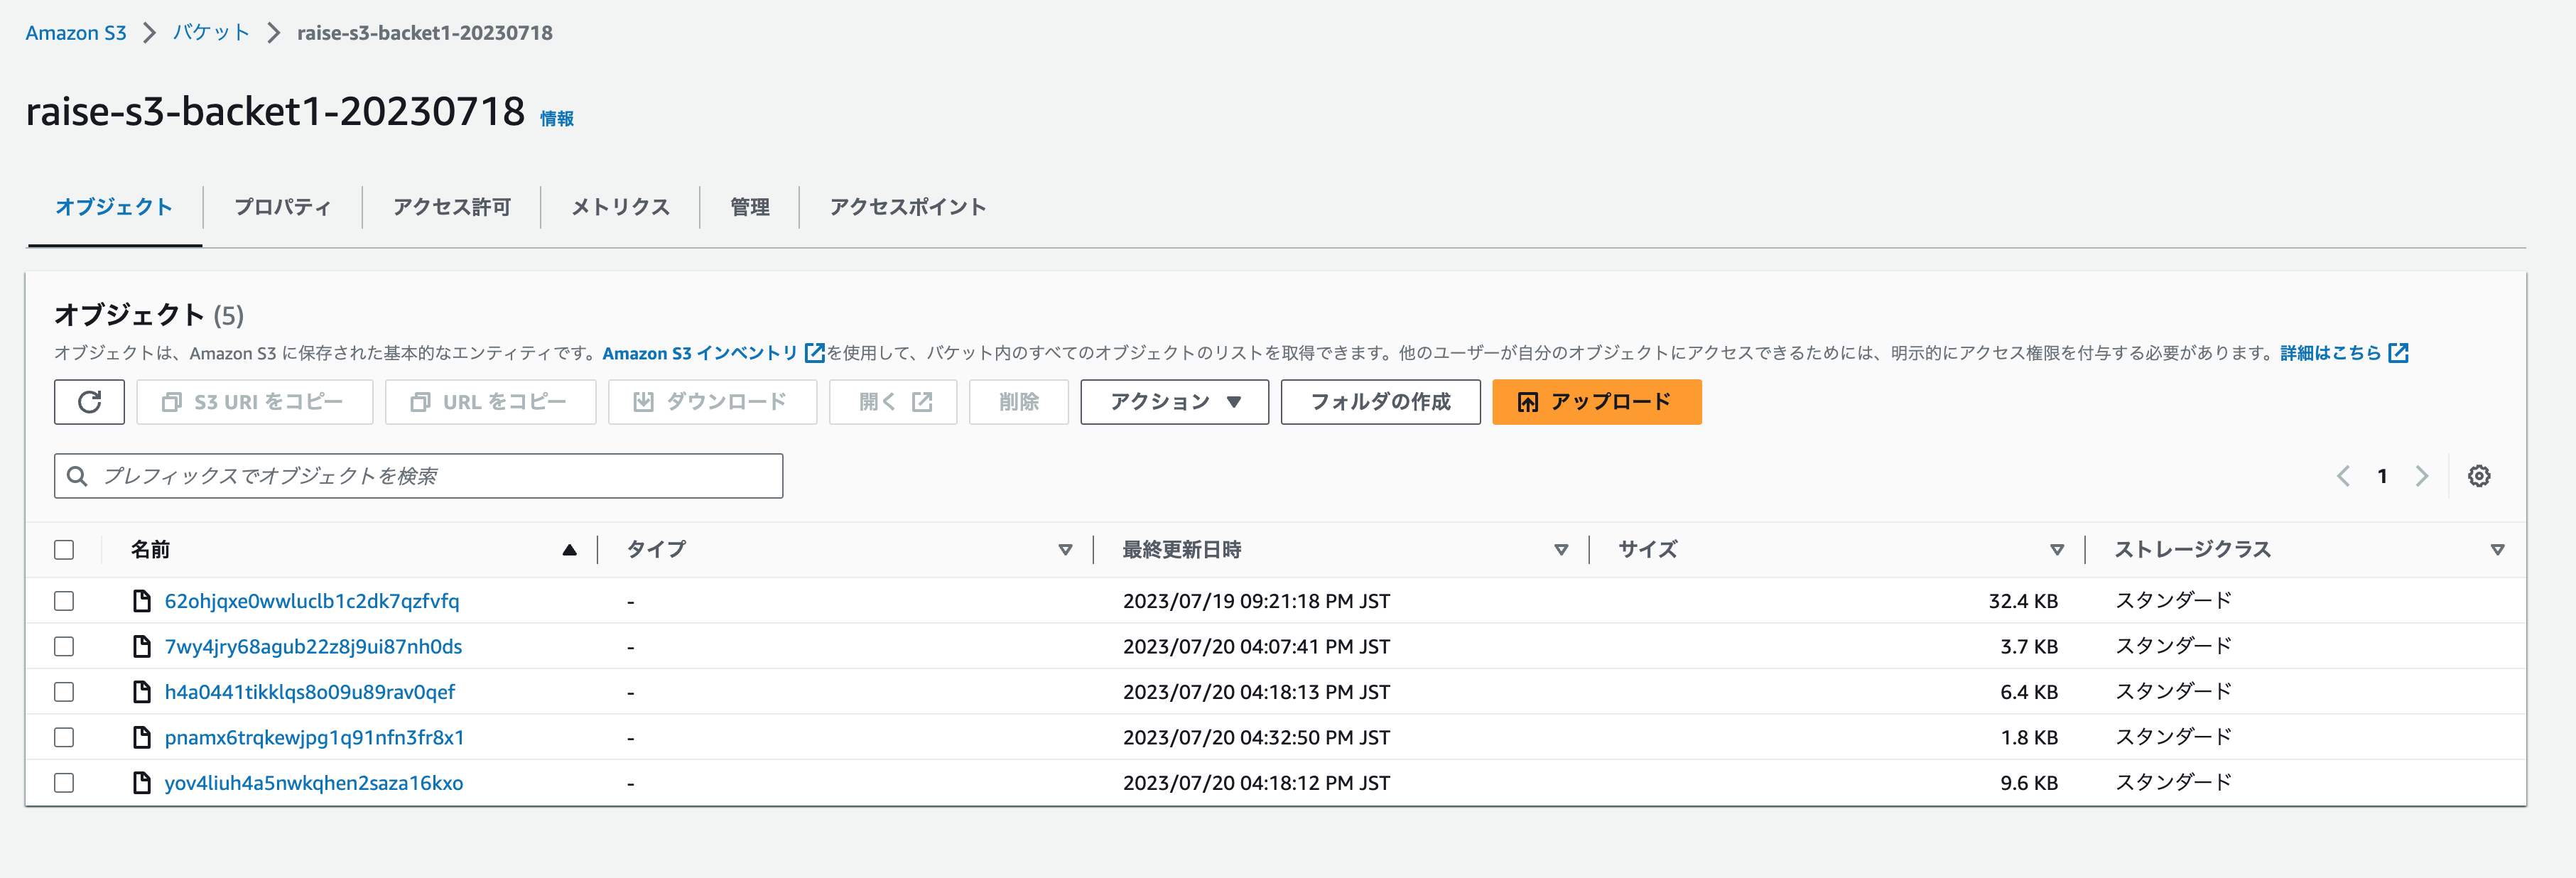 Amazon S3 > バケット > raise-s3-backet1-20230718
raise-s3-backet1-20230718 情報
オブジェクト プロパティ アクセス許可 メトリクス 管理 アクセスポイント
オブジェクト (5)
オブジェクトは、Amazon S3 に保存された基本的なエンティティです。Amazon S3 インベントリ を使用して、バケット内のすべてのオブジェクトのリストを取得できます。他のユーザーが自分のオブジェクトにアクセスできるためには、明示的にアクセス権限を付与する必要があります。詳細はこちら
S3 URI をコピー URL をコピー ダウンロード 開く 削除 アクション フォルダの作成 アップロード
プレフィックスでオブジェクトを検索 1
名前 タイプ 最終更新日時 サイズ ストレージクラス
62ohjqxe0wwluclb1c2dk7qzfvfq - 2023/07/19 09:21:18 PM JST 32.4 KB スタンダード
7wy4jry68agub22z8j9ui87nh0ds - 2023/07/20 04:07:41 PM JST 3.7 KB スタンダード
h4a0441tikklqs8o09u89rav0qef - 2023/07/20 04:18:13 PM JST 6.4 KB スタンダード
pnamx6trqkewjpg1q91nfn3fr8x1 - 2023/07/20 04:32:50 PM JST 1.8 KB スタンダード
yov4liuh4a5nwkqhen2saza16kxo - 2023/07/20 04:18:12 PM JST 9.6 KB スタンダード